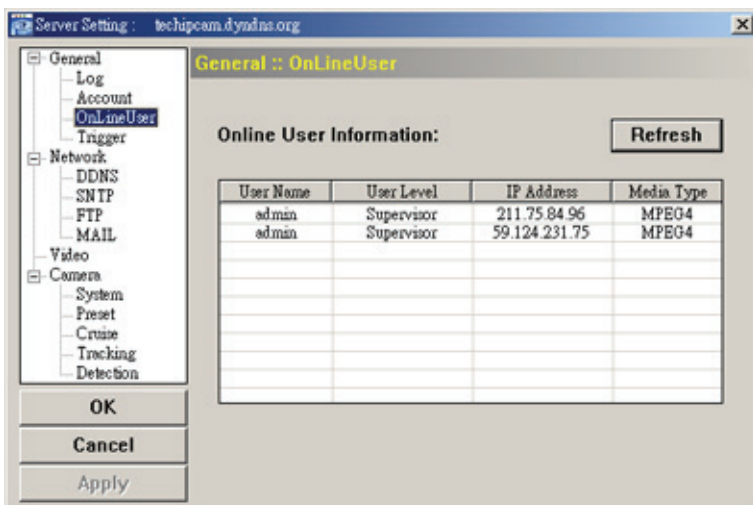 Server Setting : techipcam.dyndns.org
General
Log
Account
OnLineUser
Trigger
Network
DDNS
SNTP
FTP
MAIL
Video
Camera
System
Preset
Cruise
Tracking
Detection
OK
Cancel
Apply
General :: OnLineUser
Online User Information:
Refresh
User Name User Level IP Address Media Type
admin Supervisor 211.75.84.96 MPEG4
admin Supervisor 59.124.231.75 MPEG4